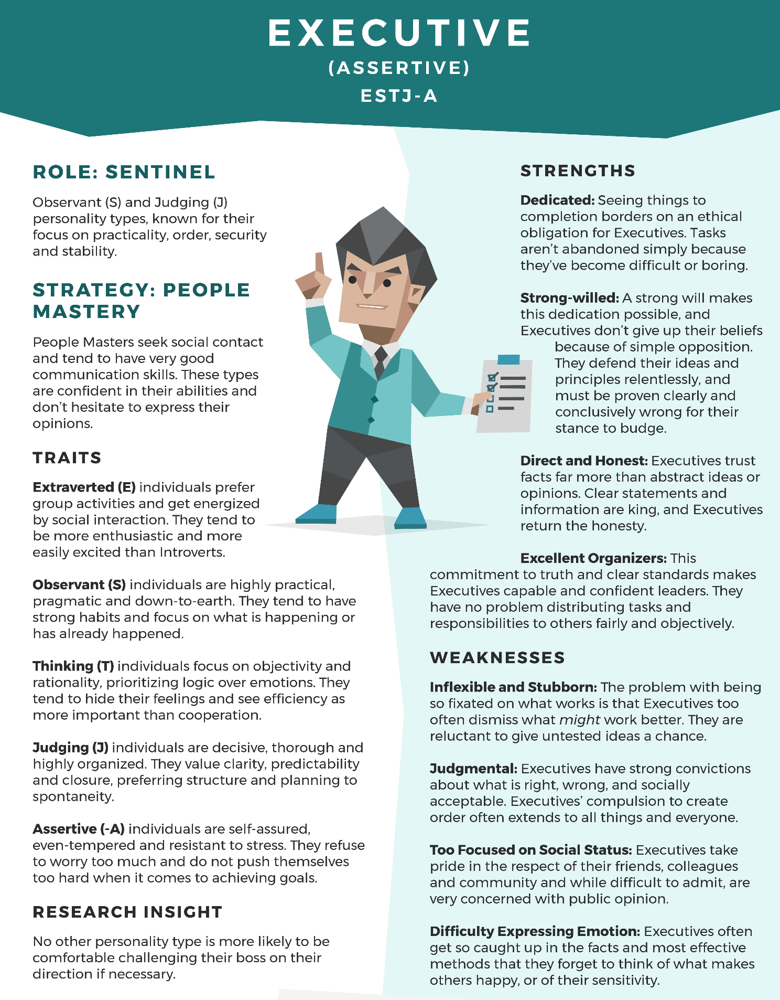 EXECUTIVE
(ASSERTIVE)
ESTJ-A
ROLE: SENTINEL
Observant (S) and Judging (J)
personality types, known for their
focus on practicality, order, security
and stability.
STRATEGY: PEOPLE
MASTERY
People Masters seek social contact
and tend to have very good
communication skills. These types
are confident in their abilities and
don't hesitate to express their
opinions.
TRAITS
Extraverted (E) individuals prefer
group activities and get energized
by social interaction. They tend to
be more enthusiastic and more
easily excited than Introverts.
Observant (S) individuals are highly practical,
pragmatic and down-to-earth. They tend to have
strong habits and focus on what is happening or
has already happened.
Thinking (T) individuals focus on objectivity and
rationality, prioritizing logic over emotions. They
tend to hide their feelings and see efficiency as
more important than cooperation.
Judging (J) individuals are decisive, thorough and
highly organized. They value clarity, predictability
and closure, preferring structure and planning to
spontaneity.
Assertive (-A) individuals are self-assured,
even-tempered and resistant to stress. They refuse
to worry too much and do not push themselves
too hard when it comes to achieving goals.
RESEARCH INSIGHT
No other personality type is more likely to be
comfortable challenging their boss on their
direction if necessary.
STRENGTHS
Dedicated: Seeing things to
completion borders on an ethical
obligation for Executives. Tasks
aren't abandoned simply because
they've become difficult or boring.
Strong-willed: A strong will makes
this dedication possible, and
Executives don't give up their beliefs
because of simple opposition.
They defend their ideas and
principles relentlessly, and
must be proven clearly and
conclusively wrong for their
stance to budge.
Direct and Honest: Executives trust
facts far more than abstract ideas or
opinions. Clear statements and
information are king, and Executives
return the honesty.
Excellent Organizers: This
commitment to truth and clear standards makes
Executives capable and confident leaders. They
have no problem distributing tasks and
responsibilities to others fairly and objectively.
WEAKNESSES
Inflexible and Stubborn: The problem with being
so fixated on what works is that Executives too
often dismiss what might work better. They are
reluctant to give untested ideas a chance.
Judgmental: Executives have strong convictions
about what is right, wrong, and socially
acceptable. Executives' compulsion to create
order often extends to all things and everyone.
Too Focused on Social Status: Executives take
pride in the respect of their friends, colleagues
and community and while difficult to admit, are
very concerned with public opinion.
Difficulty Expressing Emotion: Executives often
get so caught up in the facts and most effective
methods that they forget to think of what makes
others happy, or of their sensitivity.